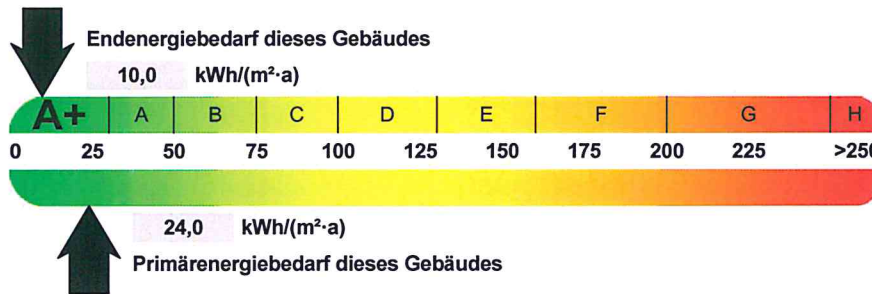 Endenergiebedarf dieses Gebäudes
10,0 kWh/(m²·a)
A+ A B C D E F G H
0 25 50 75 100 125 150 175 200 225 >250
24,0 kWh/(m²·a)
Primärenergiebedarf dieses Gebäudes